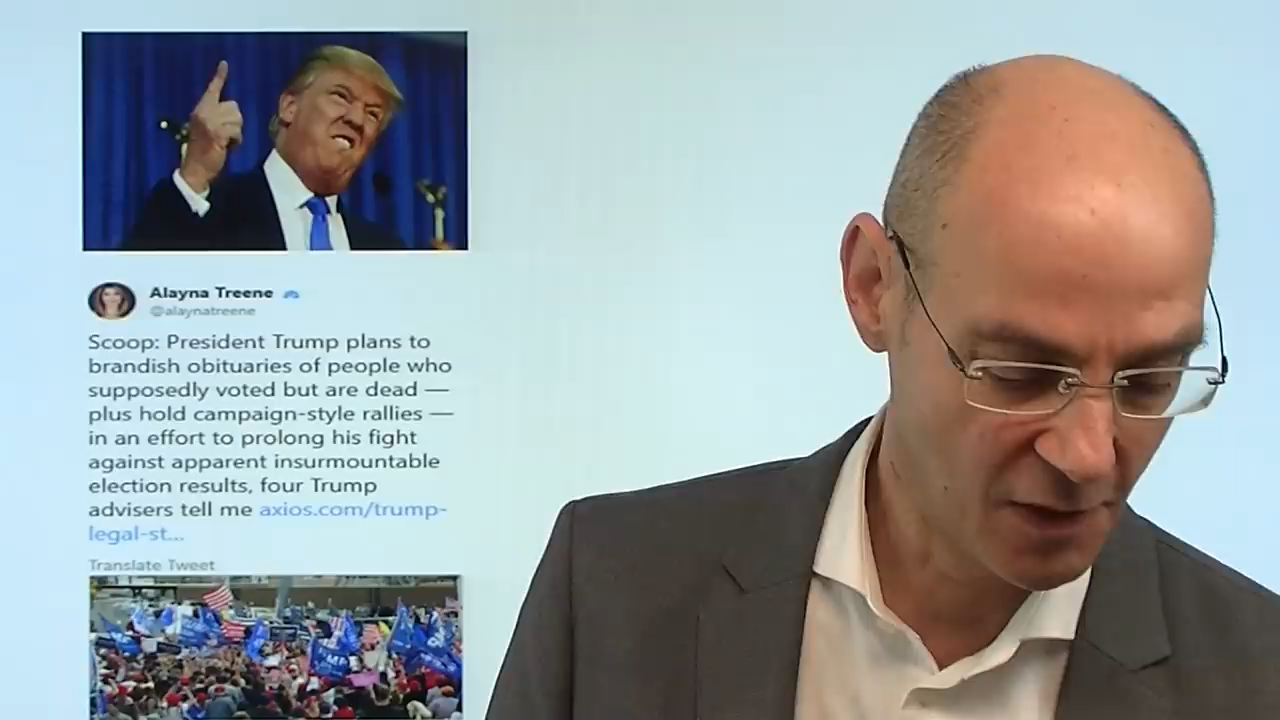 Alayna Treene
@alaynatreene
Scoop: President Trump plans to
brandish obituaries of people who
supposedly voted but are dead —
plus hold campaign-style rallies —
in an effort to prolong his fight
against apparent insurmountable
election results, four Trump
advisers tell me axios.com/trump-
legal-st...
Translate Tweet